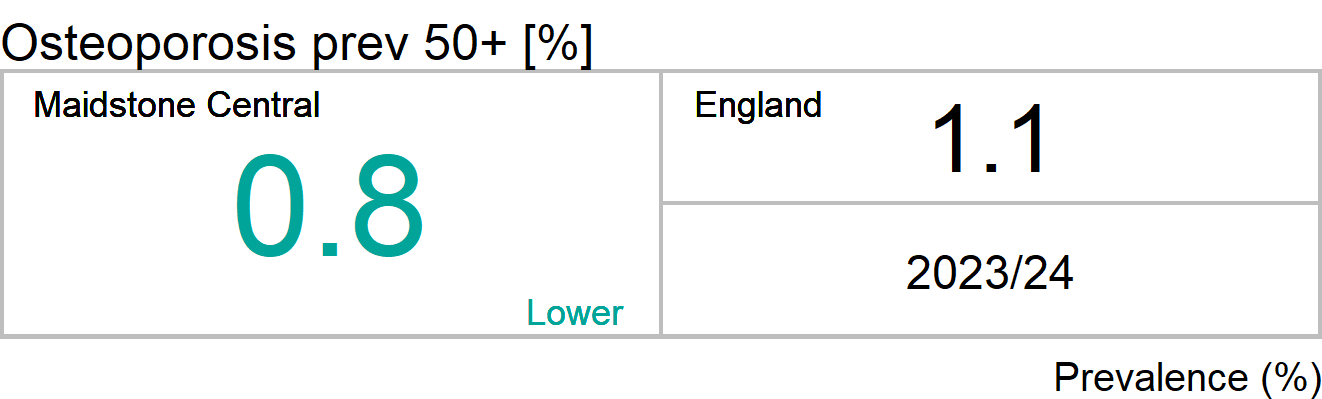 Osteoporosis prev 50+ [%]
Maidstone Central
0.8
Lower
England
1.1
2023/24
Prevalence (%)